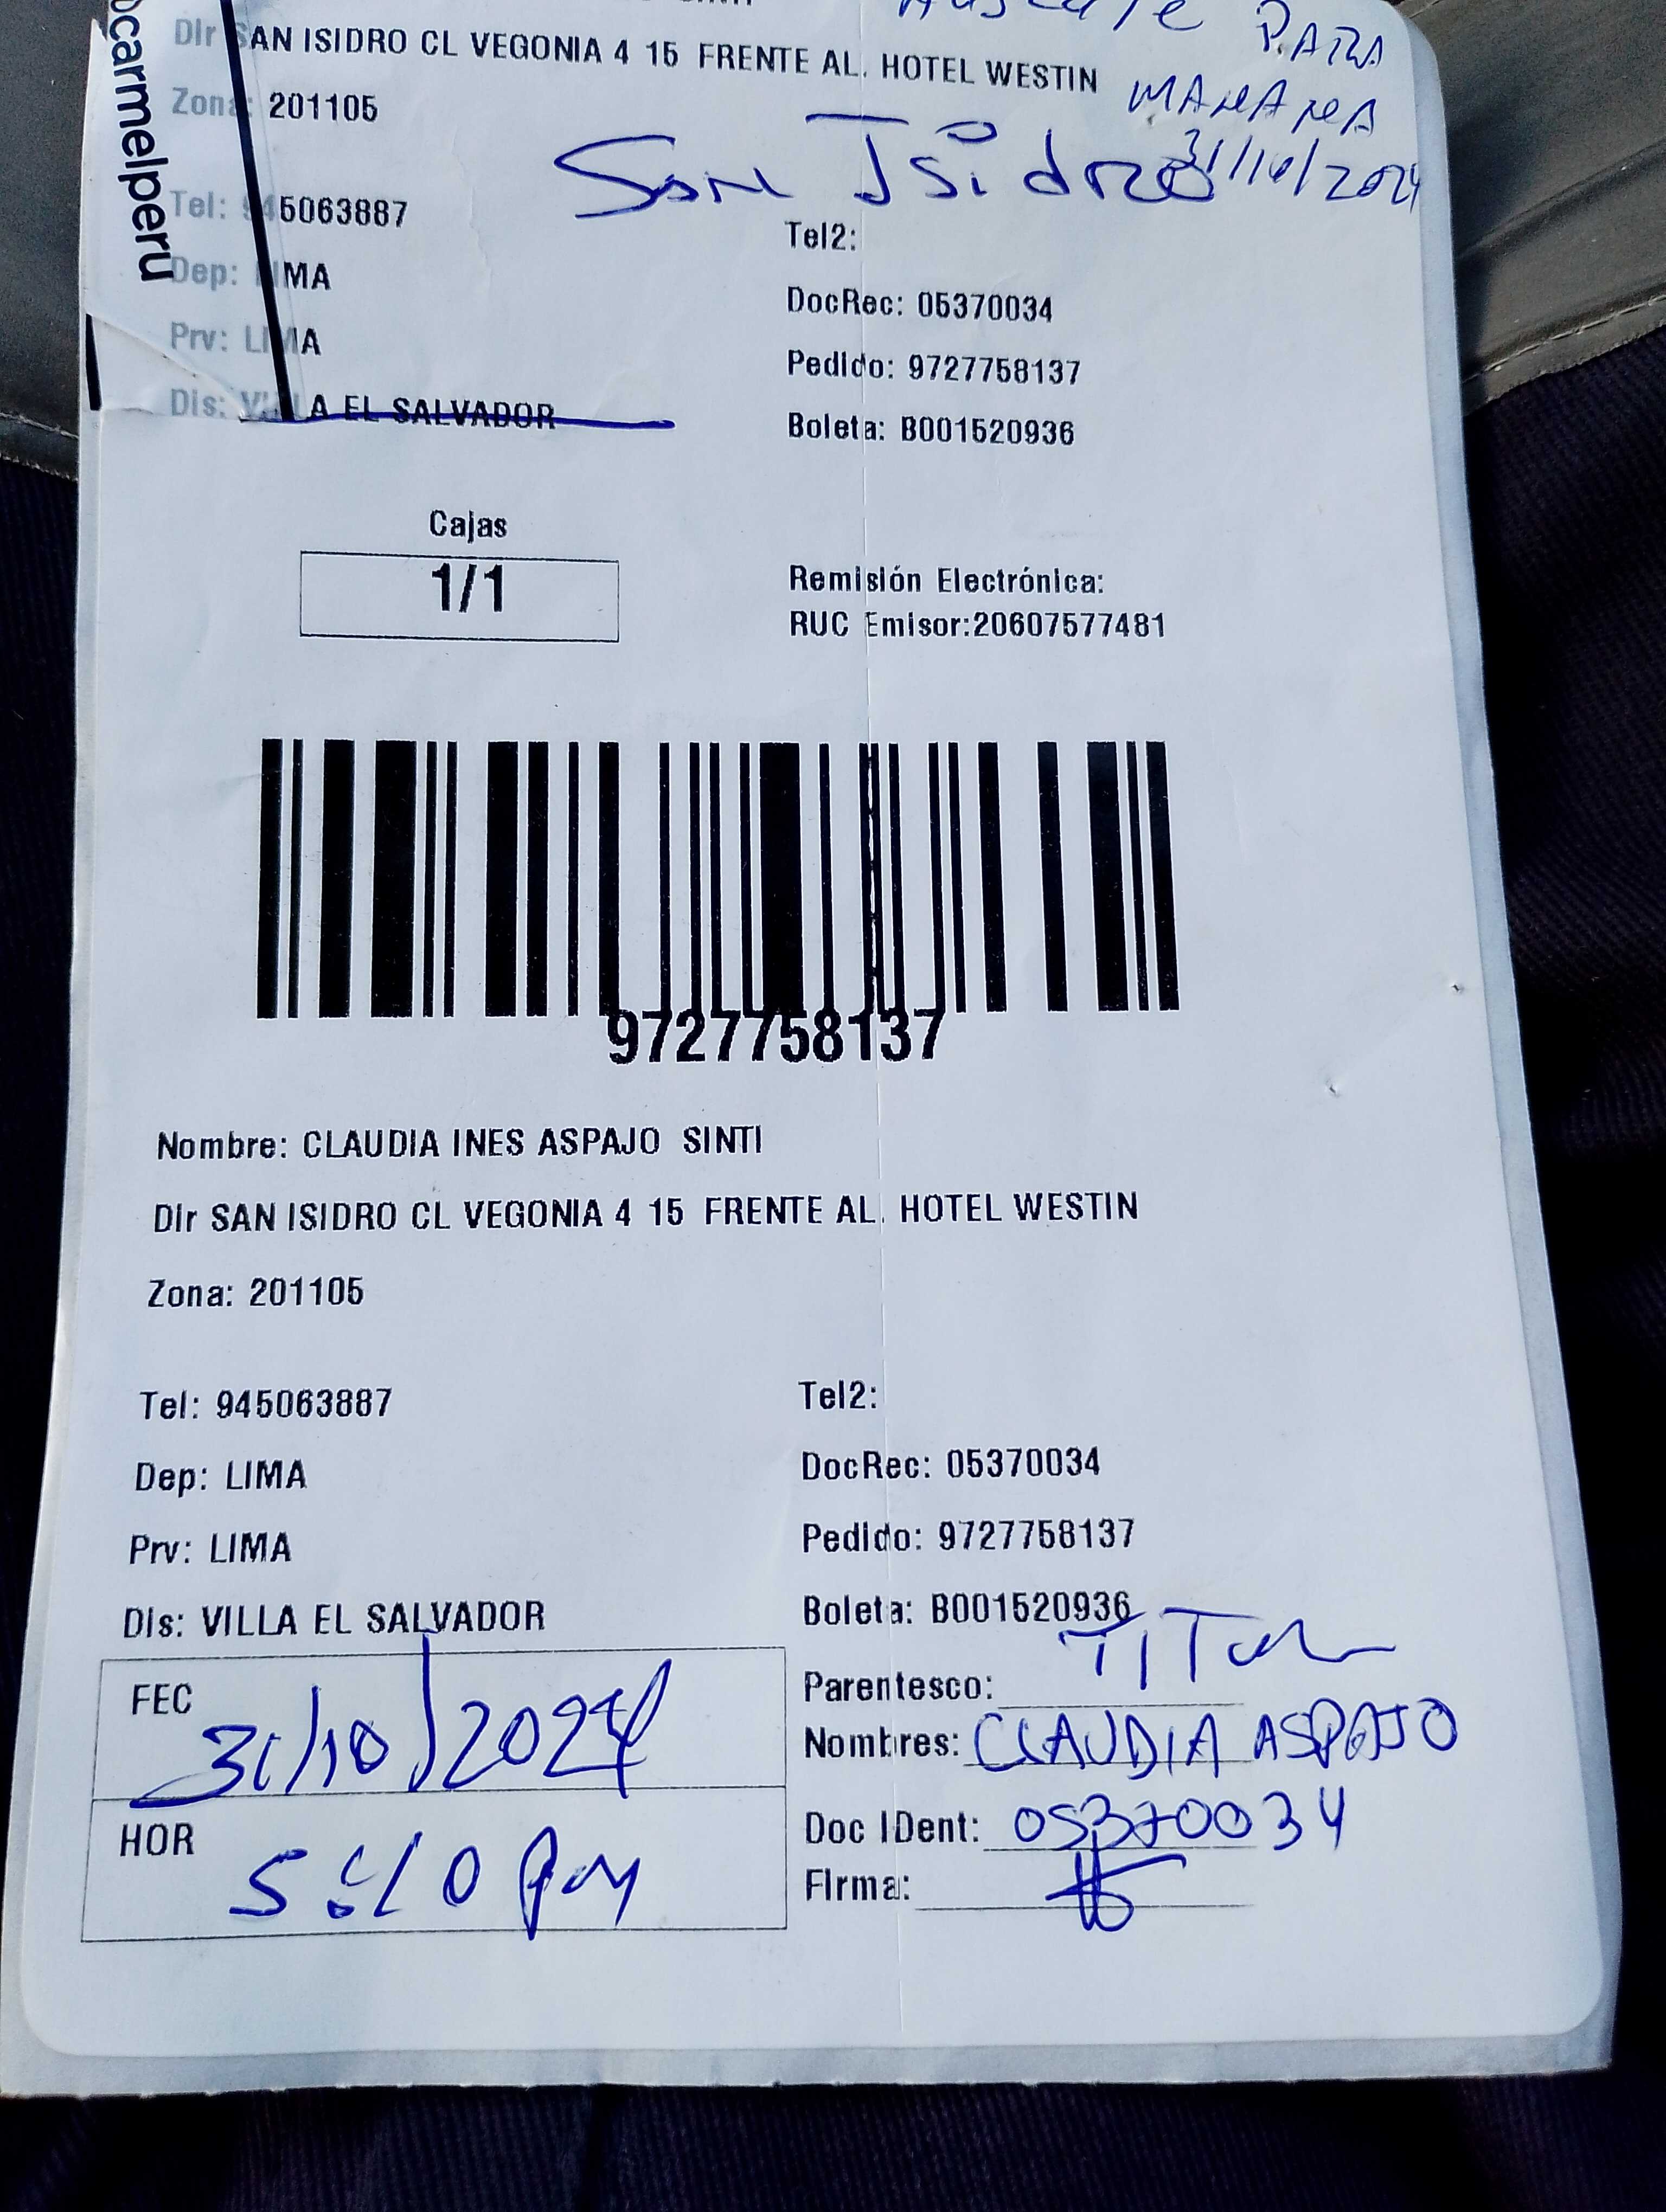 ocarmelperu
PARA
Dir SAN ISIDRO CL VEGONIA 4 15 FRENTE AL. HOTEL WESTIN
MAÑANA
Zona: 201105
San Isidro 31/10/2024
Tel: 945063887
Tel2:
Dep: LIMA
DocRec: 05370034
Prv: LIMA
Pedido: 9727758137
Dis: VILLA EL SALVADOR
Boleta: B001520936
Cajas
1/1
Remisión Electrónica:
RUC Emisor:20607577481
9727758137
Nombre: CLAUDIA INES ASPAJO SINTI
Dir SAN ISIDRO CL VEGONIA 4 15 FRENTE AL. HOTEL WESTIN
Zona: 201105
Tel: 945063887
Tel2:
Dep: LIMA
DocRec: 05370034
Prv: LIMA
Pedido: 9727758137
Dis: VILLA EL SALVADOR
Boleta: B001520936
FEC 31/10/2024
Parentesco: TITUL
Nombres: CLAUDIA ASPAJO
HOR 5:10 pm
Doc IDent: 05370034
Firma: